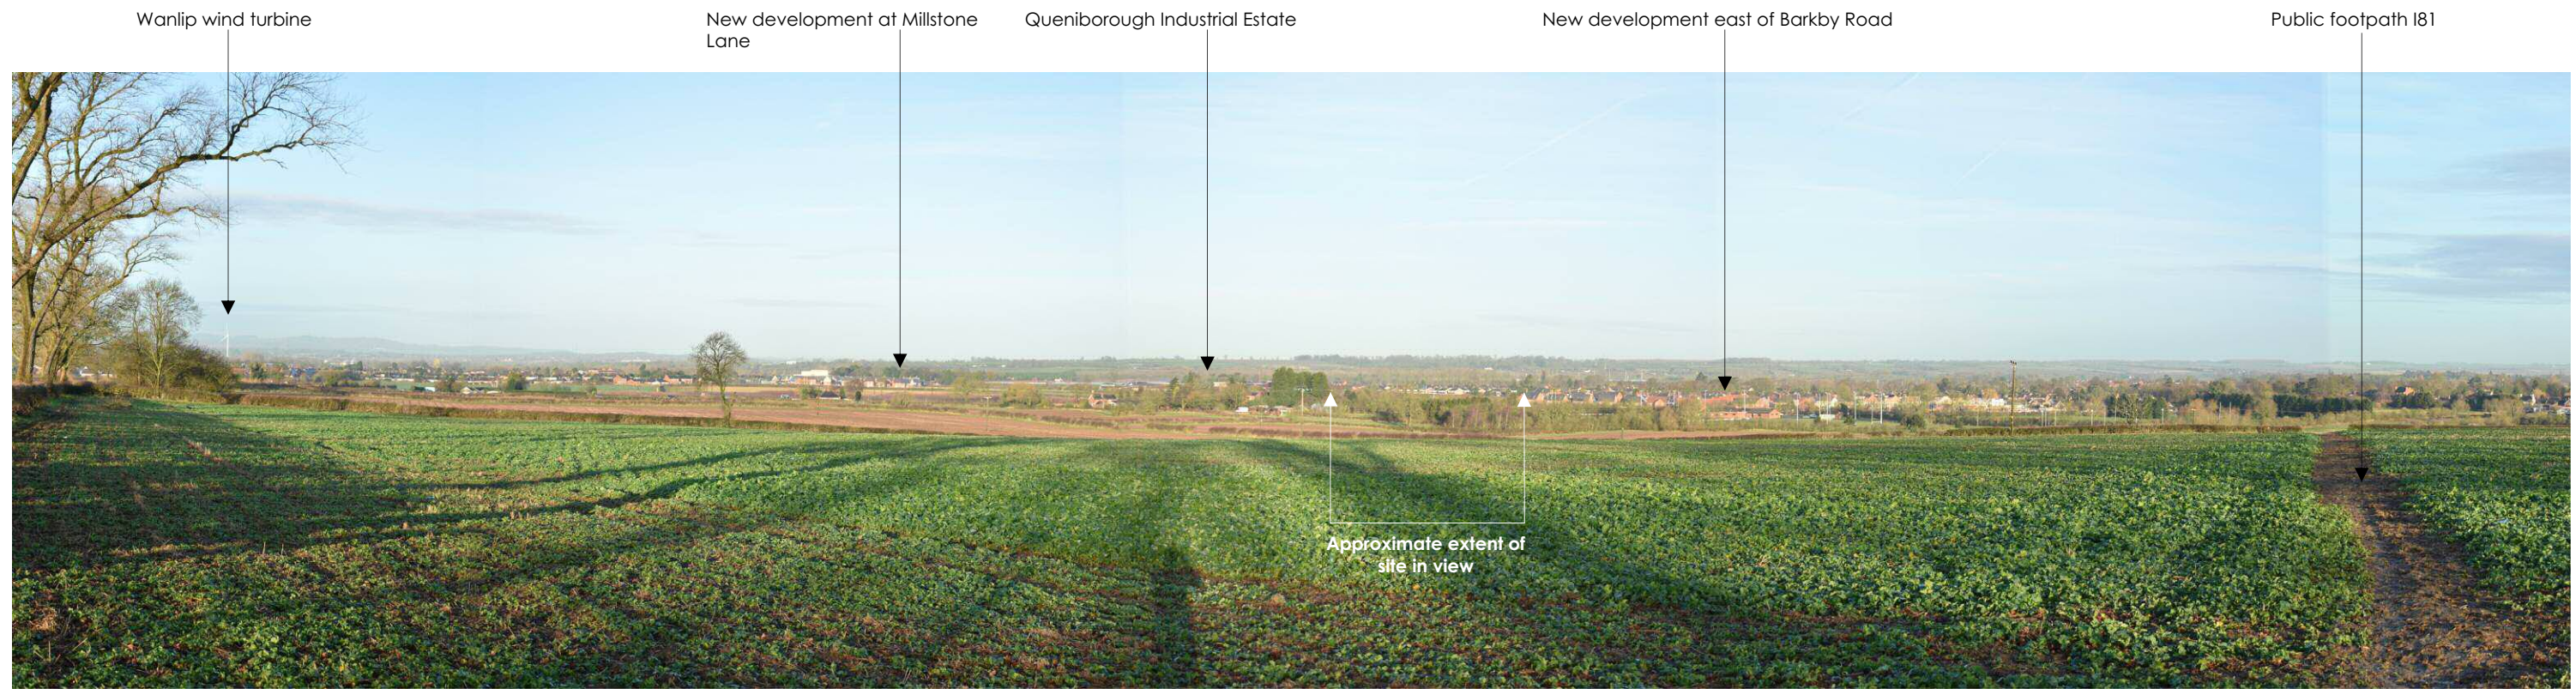 Wanlip wind turbine
New development at Millstone
Lane
Queniborough Industrial Estate
New development east of Barkby Road
Public footpath I81
Approximate extent of
site in view